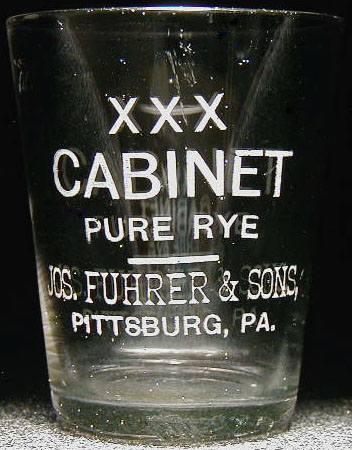 XXX
CABINET
PURE RYE
JOS. FUHRER & SONS,
PITTSBURG, PA.